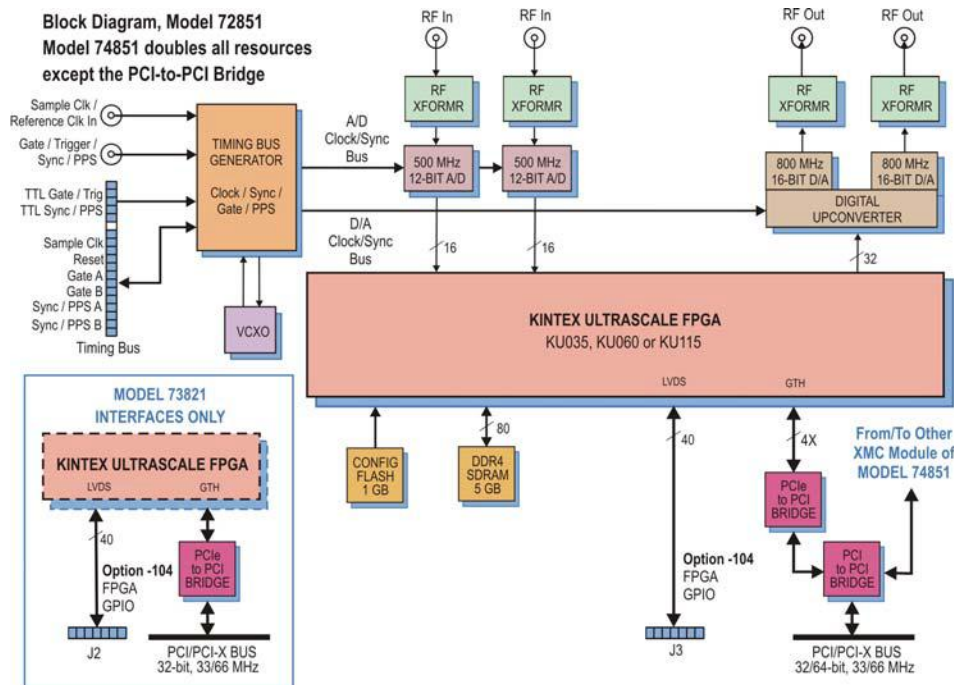 Block Diagram, Model 72851
Model 74851 doubles all resources
except the PCI-to-PCI Bridge
RF In
RF In
RF Out
RF Out
RF
XFORMR
RF
XFORMR
RF
XFORMR
RF
XFORMR
Sample Clk /
Reference Clk In
Gate / Trigger /
Sync / PPS
TTL Gate / Trig
TTL Sync / PPS
Sample Clk
Reset
Gate A
Gate B
Sync / PPS A
Sync / PPS B
Timing Bus
TIMING BUS
GENERATOR
Clock / Sync /
Gate / PPS
VCXO
A/D
Clock/Sync
Bus
D/A
Clock/Sync
Bus
500 MHz
12-BIT A/D
500 MHz
12-BIT A/D
800 MHz
16-BIT D/A
800 MHz
16-BIT D/A
DIGITAL
UPCONVERTER
16
16
32
KINTEX ULTRASCALE FPGA
KU035, KU060 or KU115
LVDS
GTH
80
40
4X
CONFIG
FLASH
1 GB
DDR4
SDRAM
5 GB
Option -104
FPGA
GPIO
J3
PCIe
to PCI
BRIDGE
PCI
to PCI
BRIDGE
From/To Other
XMC Module of
MODEL 74851
PCI/PCI-X BUS
32/64-bit, 33/66 MHz
MODEL 73821
INTERFACES ONLY
KINTEX ULTRASCALE FPGA
LVDS
GTH
40
Option -104
FPGA
GPIO
PCIe
to PCI
BRIDGE
J2
PCI/PCI-X BUS
32-bit, 33/66 MHz